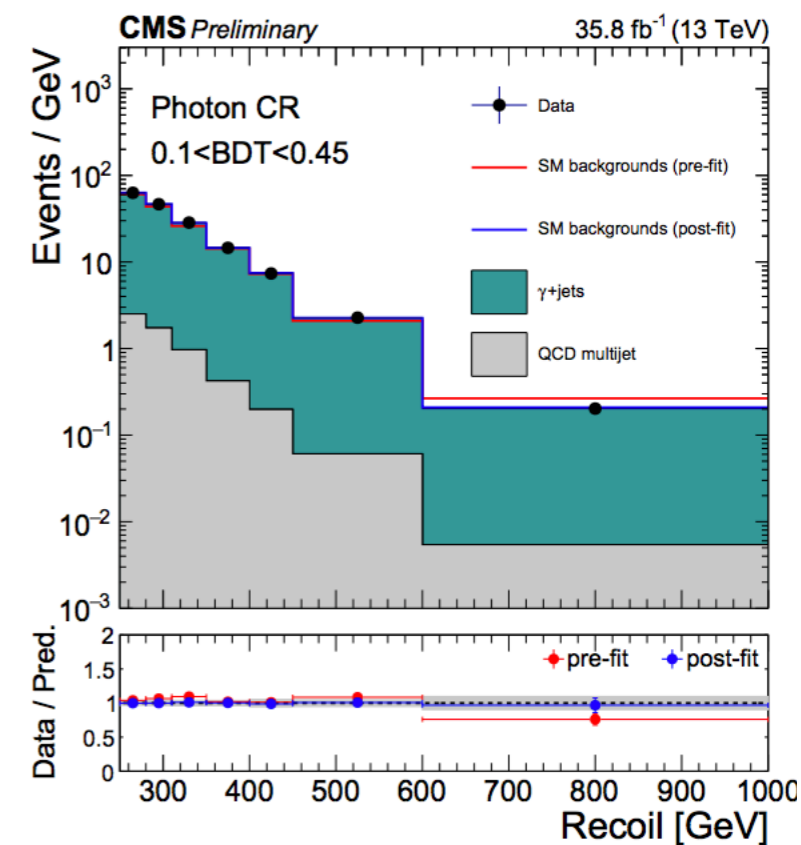 CMS Preliminary 35.8 fb⁻¹ (13 TeV)
Events / GeV
10³
10²
10
1
10⁻¹
10⁻²
10⁻³
Photon CR
0.1<BDT<0.45
Data
SM backgrounds (pre-fit)
SM backgrounds (post-fit)
γ+jets
QCD multijet
Data / Pred.
2
1.5
1
0.5
0
pre-fit post-fit
300 400 500 600 700 800 900 1000
Recoil [GeV]